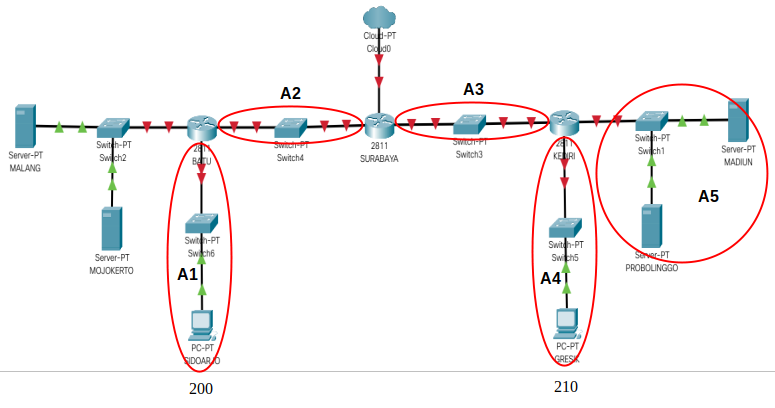 Cloud-PT
Cloud0
A2
A3
Server-PT
MALANG
Switch-PT
Switch2
2811
BATU
Switch-PT
Switch4
2811
SURABAYA
Switch-PT
Switch3
2811
KEDIRI
Switch-PT
Switch1
Server-PT
MADIUN
A5
Server-PT
MOJOKERTO
Switch-PT
Switch6
A1
Switch-PT
Switch5
A4
Server-PT
PROBOLINGGO
PC-PT
SIDOARJO
PC-PT
GRESIK
200
210